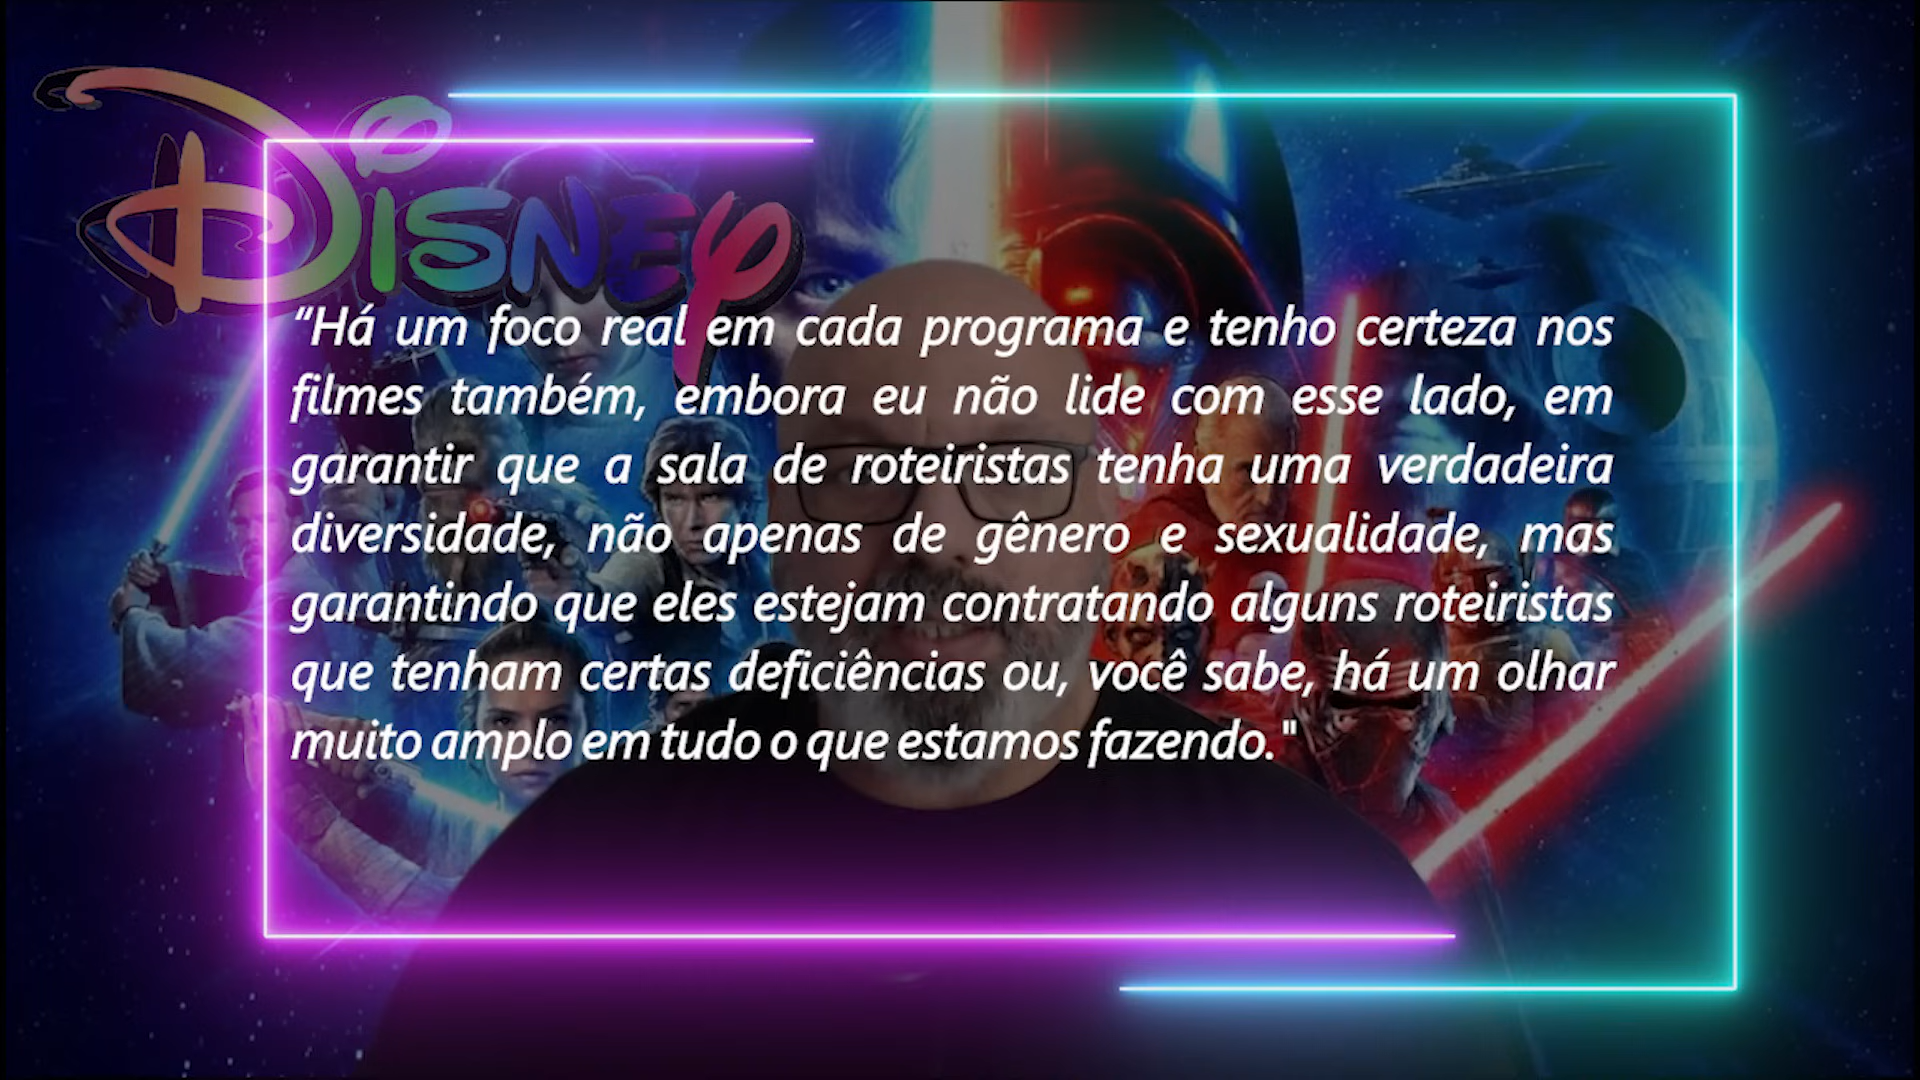 Disney
“Há um foco real em cada programa e tenho certeza nos
filmes também, embora eu não lide com esse lado, em
garantir que a sala de roteiristas tenha uma verdadeira
diversidade, não apenas de gênero e sexualidade, mas
garantindo que eles estejam contratando alguns roteiristas
que tenham certas deficiências ou, você sabe, há um olhar
muito amplo em tudo o que estamos fazendo."